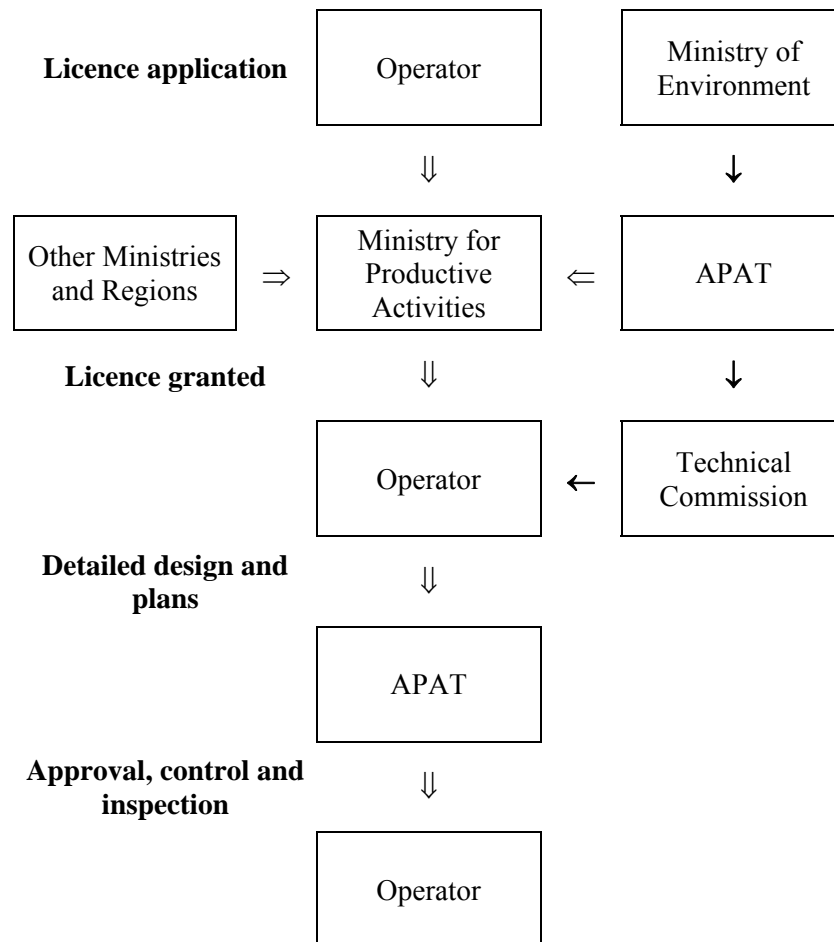 Licence application
Operator
Ministry of
Environment
⇓
↓
Other Ministries
and Regions
⇒
Ministry for
Productive
Activities
⇐
APAT
Licence granted
⇓
↓
Operator
←
Technical
Commission
Detailed design and
plans
⇓
APAT
Approval, control and
inspection
⇓
Operator